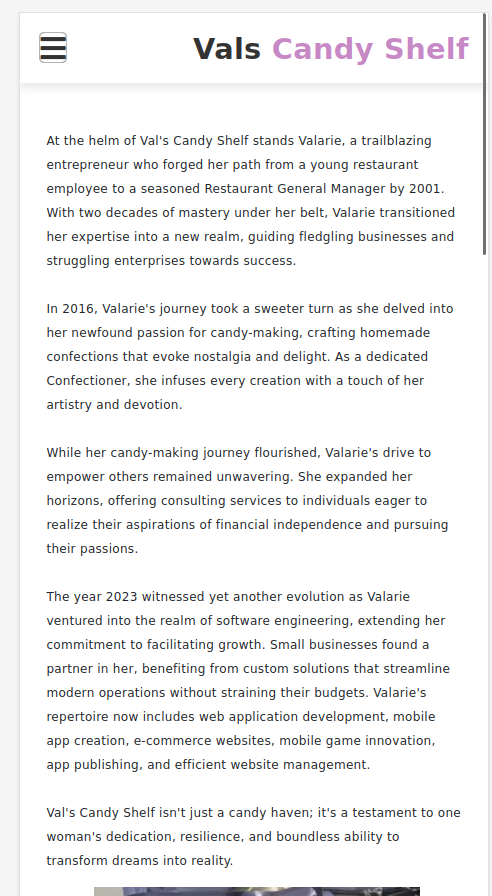 Vals Candy Shelf
At the helm of Val's Candy Shelf stands Valarie, a trailblazing
entrepreneur who forged her path from a young restaurant
employee to a seasoned Restaurant General Manager by 2001.
With two decades of mastery under her belt, Valarie transitioned
her expertise into a new realm, guiding fledgling businesses and
struggling enterprises towards success.
In 2016, Valarie's journey took a sweeter turn as she delved into
her newfound passion for candy-making, crafting homemade
confections that evoke nostalgia and delight. As a dedicated
Confectioner, she infuses every creation with a touch of her
artistry and devotion.
While her candy-making journey flourished, Valarie's drive to
empower others remained unwavering. She expanded her
horizons, offering consulting services to individuals eager to
realize their aspirations of financial independence and pursuing
their passions.
The year 2023 witnessed yet another evolution as Valarie
ventured into the realm of software engineering, extending her
commitment to facilitating growth. Small businesses found a
partner in her, benefiting from custom solutions that streamline
modern operations without straining their budgets. Valarie's
repertoire now includes web application development, mobile
app creation, e-commerce websites, mobile game innovation,
app publishing, and efficient website management.
Val's Candy Shelf isn't just a candy haven; it's a testament to one
woman's dedication, resilience, and boundless ability to
transform dreams into reality.